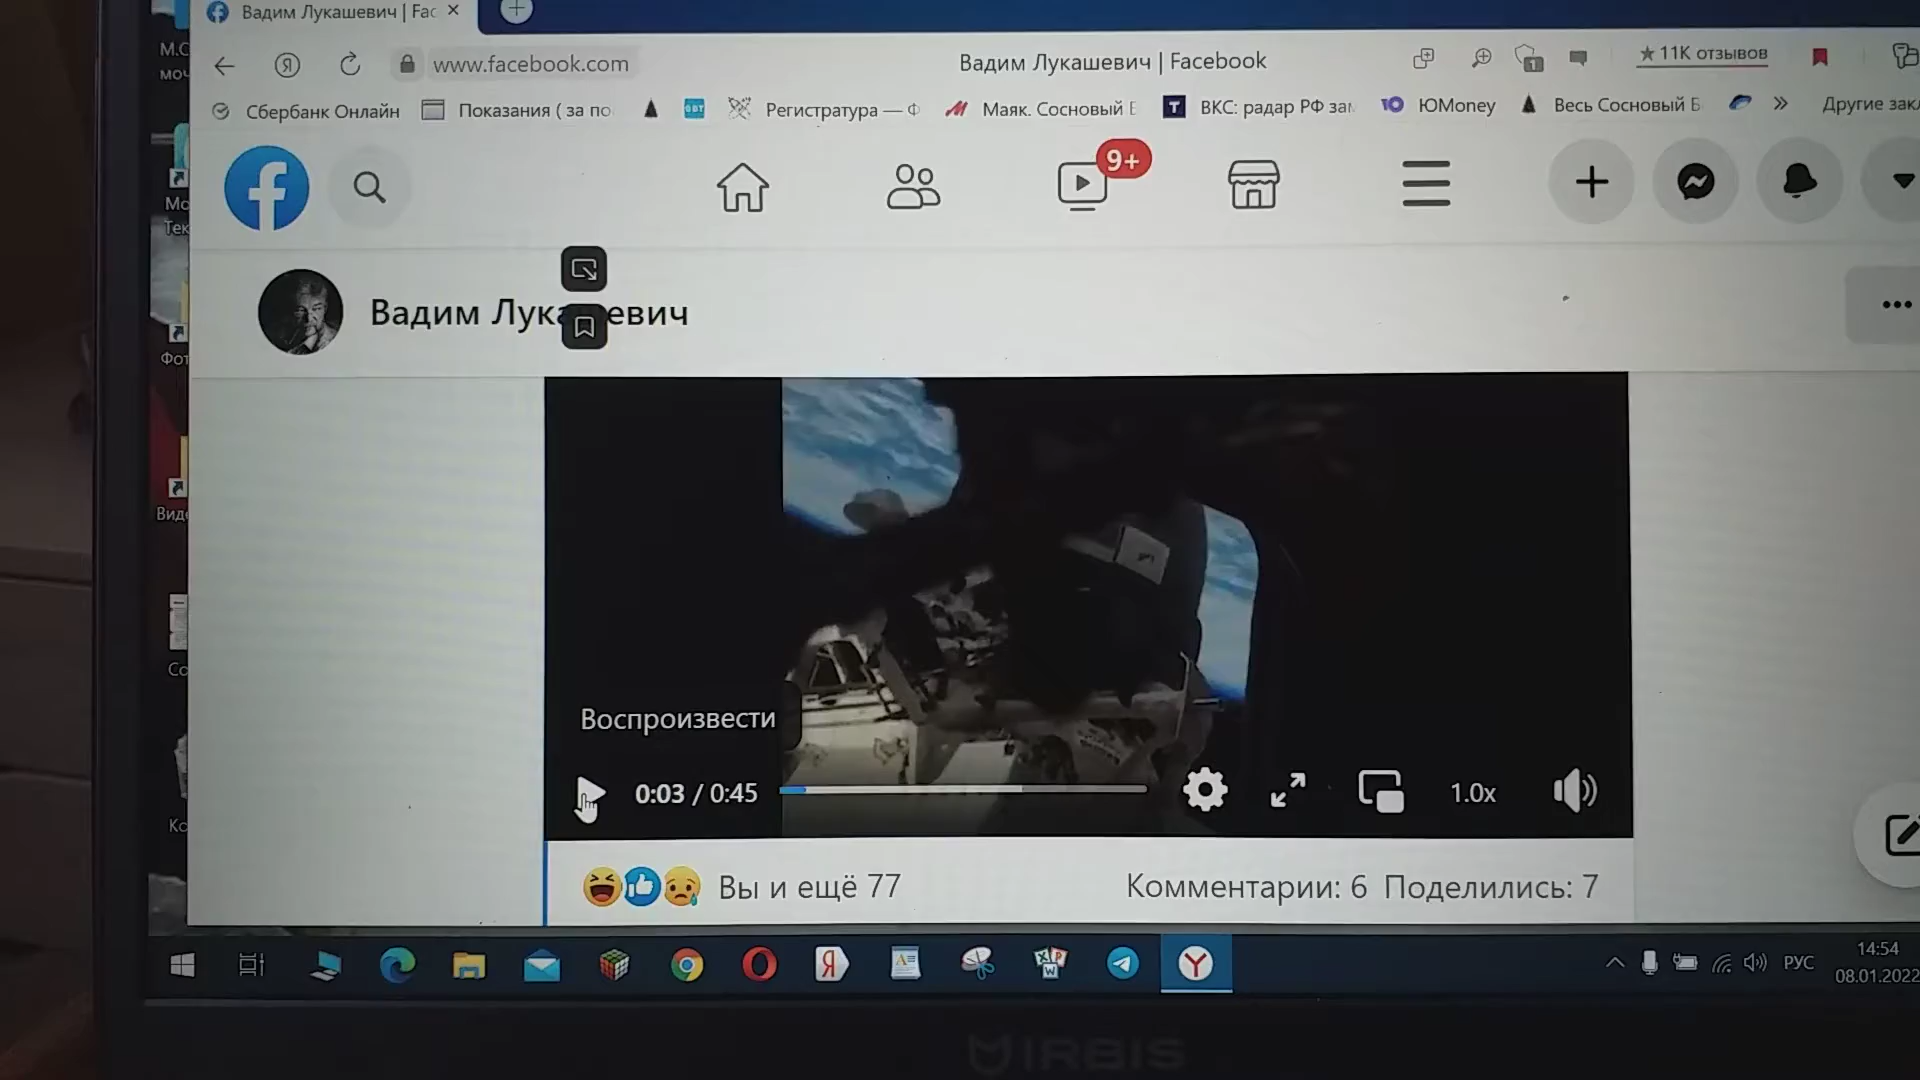 Вадим Лукашевич | Fac
www.facebook.com
Вадим Лукашевич | Facebook
11K отзывов
Сбербанк Онлайн
Показания ( за по
Регистратура — Ф
Маяк. Сосновый Б
ВКС: радар РФ за
ЮMoney
Весь Сосновый Б
Другие закл
9+
Вадим Лук евич
Воспроизвести
0:03 / 0:45
1.0x
Вы и ещё 77
Комментарии: 6 Поделились: 7
РУС
14:54
08.01.2022
IRBIS